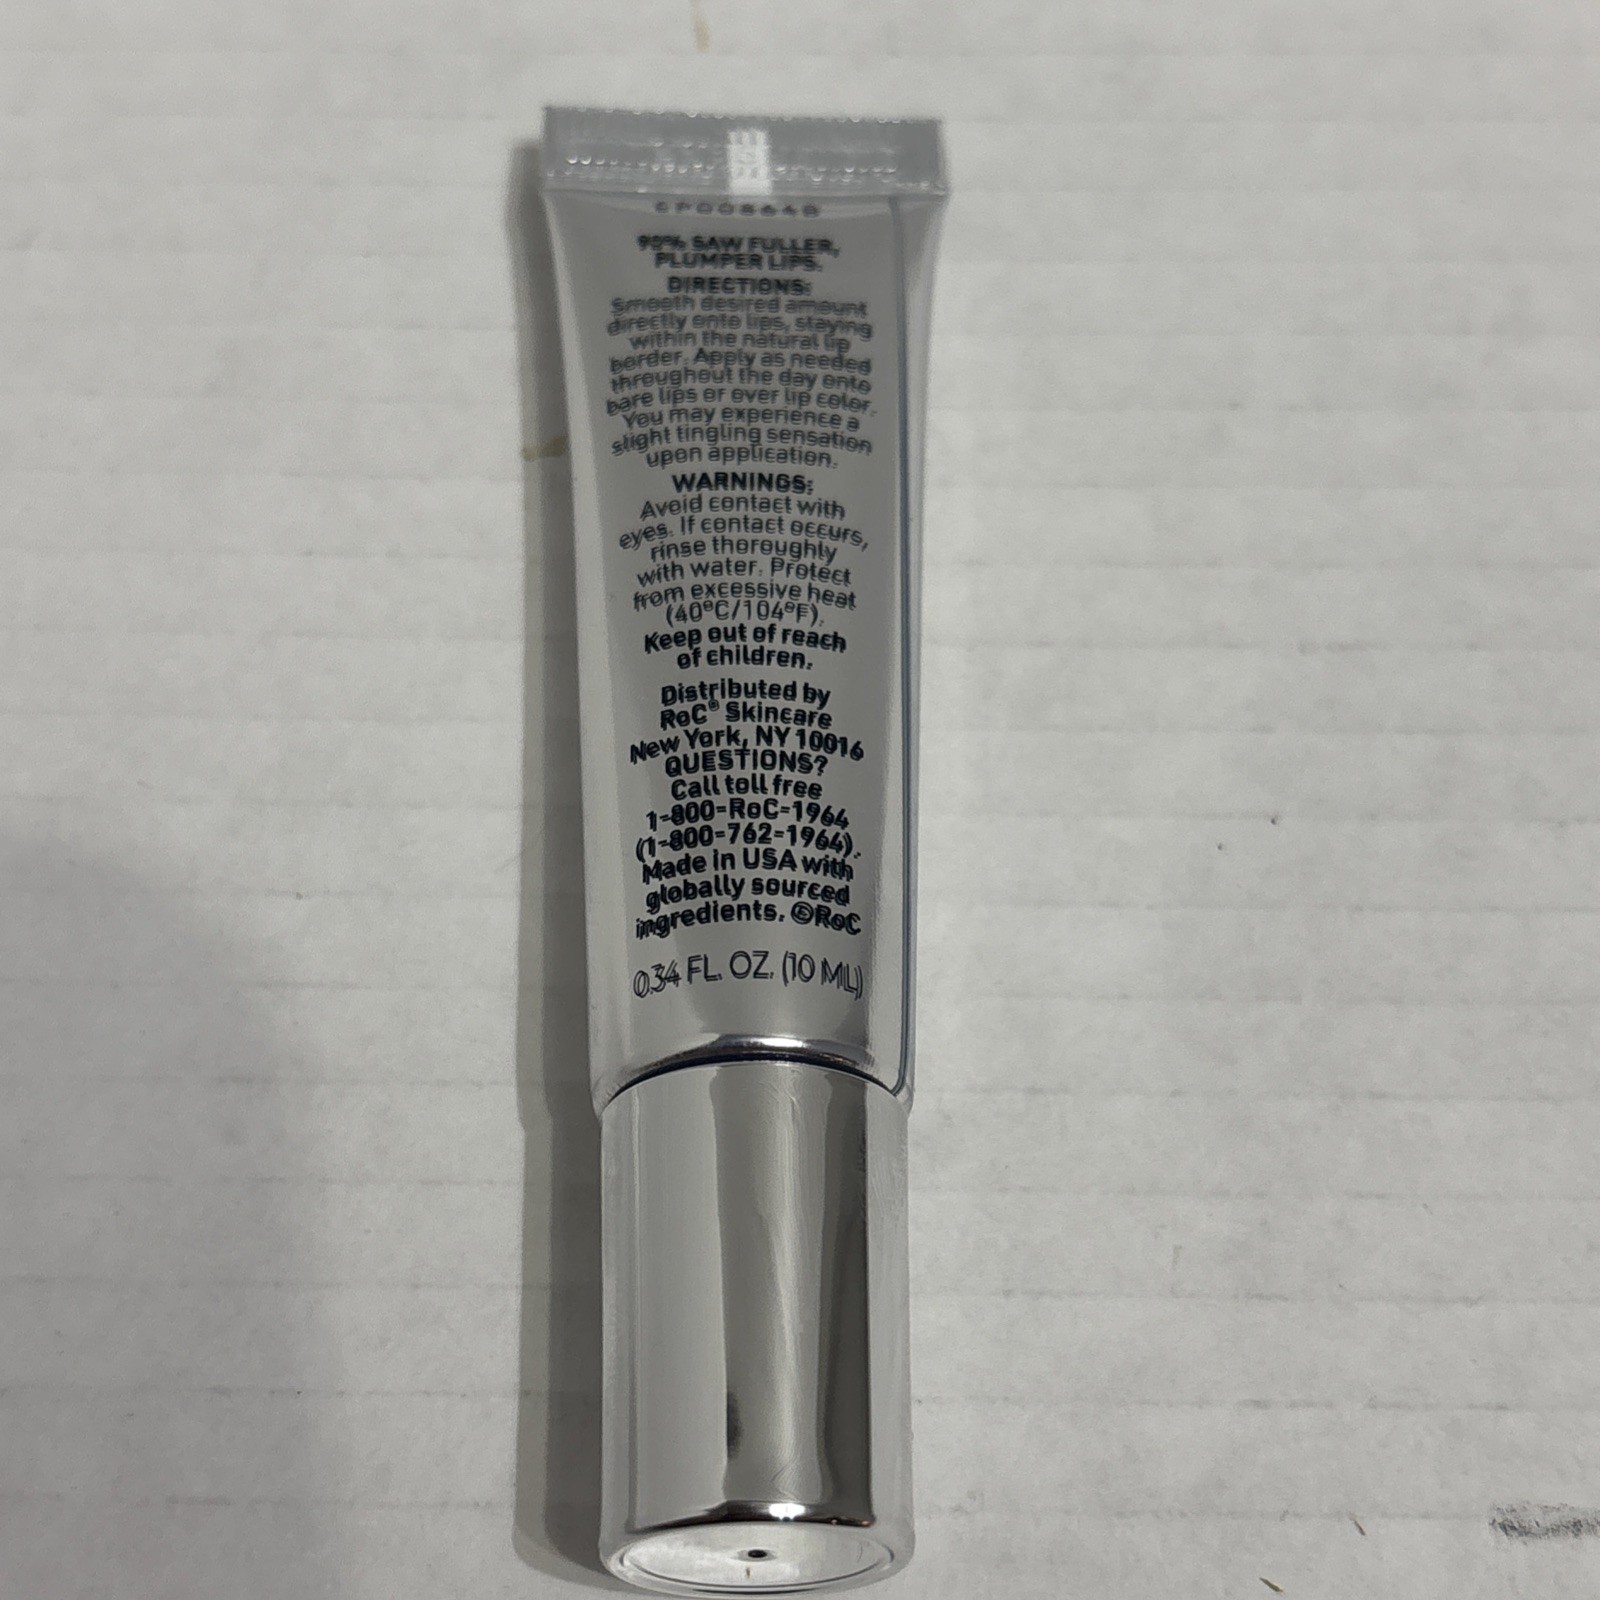 90% SAW FULLER,
PLUMPER LIPS.
DIRECTIONS:
Smooth desired amount
directly onto lips, staying
within the natural lip
border. Apply as needed
throughout the day onto
bare lips or over lip color.
You may experience a
slight tingling sensation
upon application.
WARNINGS:
Avoid contact with
eyes. If contact occurs,
rinse thoroughly
with water. Protect
from excessive heat
(40ºC/104ºF).
Keep out of reach
of children.
Distributed by
RoC® Skincare
New York, NY 10016
QUESTIONS?
Call toll free
1-800-RoC-1964
(1-800-762-1964).
Made in USA with
globally sourced
ingredients. ©RoC
0.34 FL. OZ. (10 ML)